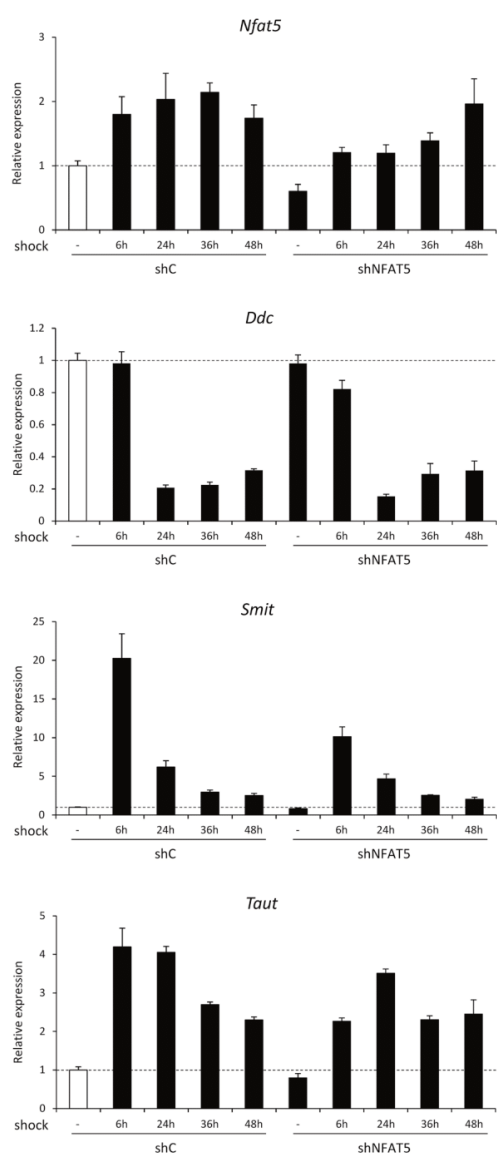 Nfat5
Relative expression
3
2
1
0
shock - 6h 24h 36h 48h - 6h 24h 36h 48h
shC shNFAT5
Ddc
Relative expression
1.2
1
0.8
0.6
0.4
0.2
0
shock - 6h 24h 36h 48h - 6h 24h 36h 48h
shC shNFAT5
Smit
Relative expression
25
20
15
10
5
0
shock - 6h 24h 36h 48h - 6h 24h 36h 48h
shC shNFAT5
Taut
Relative expression
5
4
3
2
1
0
shock - 6h 24h 36h 48h - 6h 24h 36h 48h
shC shNFAT5